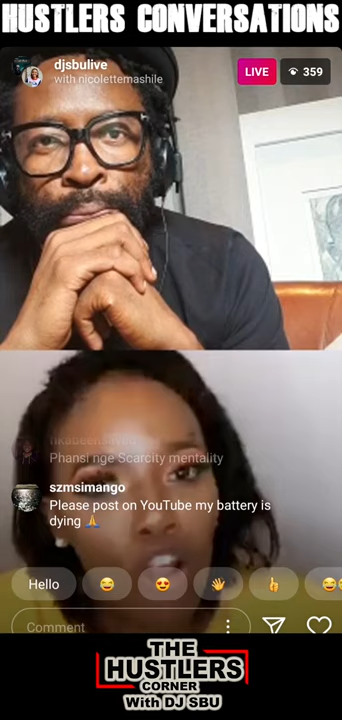 HUSTLERS CONVERSATIONS
djsbulive
with nicolettemashile
LIVE
359
Phansi nge Scarcity mentality
szmsimango
Please post on YouTube my battery is
dying 🙏
Hello
Comment
THE
HUSTLERS
CORNER
With DJ SBU